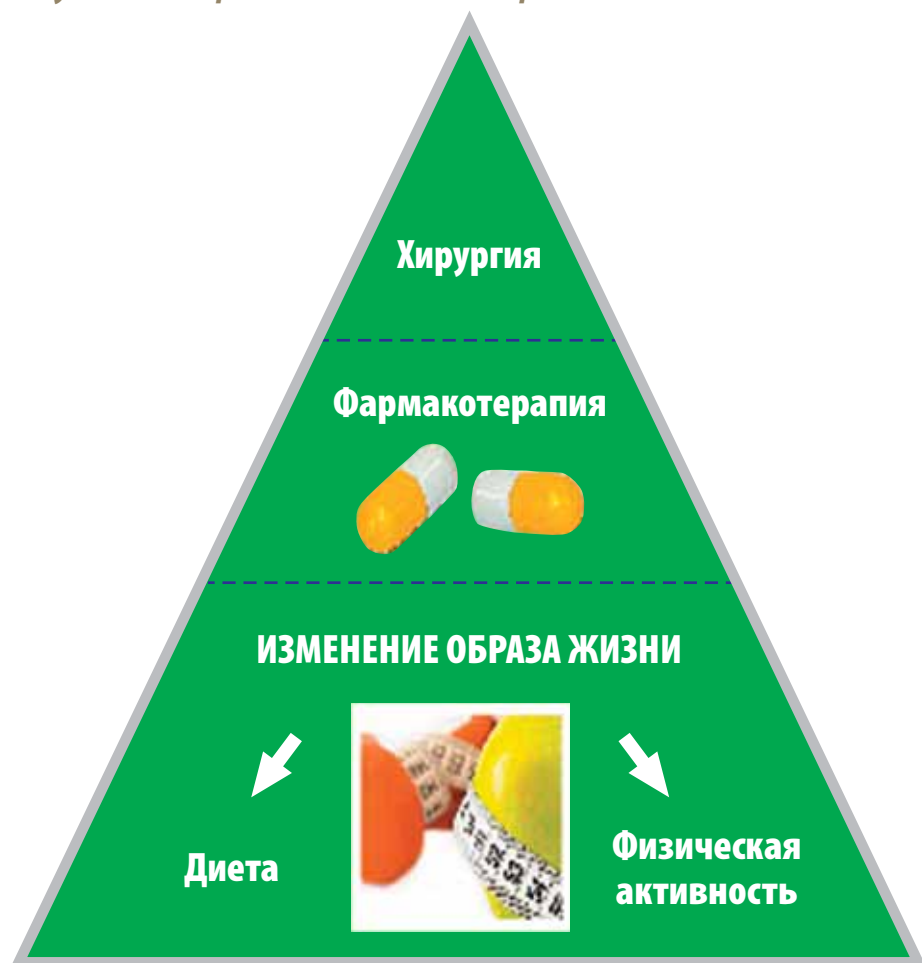 Хирургия
Фармакотерапия
ИЗМЕНЕНИЕ ОБРАЗА ЖИЗНИ
Диета
Физическая
активность